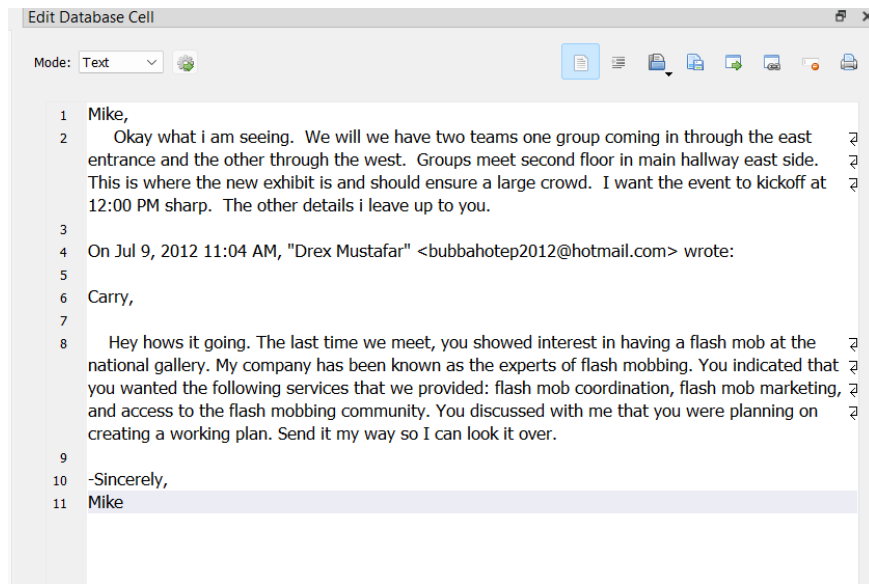 Edit Database Cell
Mode: Text
1 Mike,
2 Okay what i am seeing. We will we have two teams one group coming in through the east
entrance and the other through the west. Groups meet second floor in main hallway east side.
This is where the new exhibit is and should ensure a large crowd. I want the event to kickoff at
12:00 PM sharp. The other details i leave up to you.
3
4 On Jul 9, 2012 11:04 AM, "Drex Mustafar" <bubbahotep2012@hotmail.com> wrote:
5
6 Carry,
7
8 Hey hows it going. The last time we meet, you showed interest in having a flash mob at the
national gallery. My company has been known as the experts of flash mobbing. You indicated that
you wanted the following services that we provided: flash mob coordination, flash mob marketing,
and access to the flash mobbing community. You discussed with me that you were planning on
creating a working plan. Send it my way so I can look it over.
9
10 -Sincerely,
11 Mike